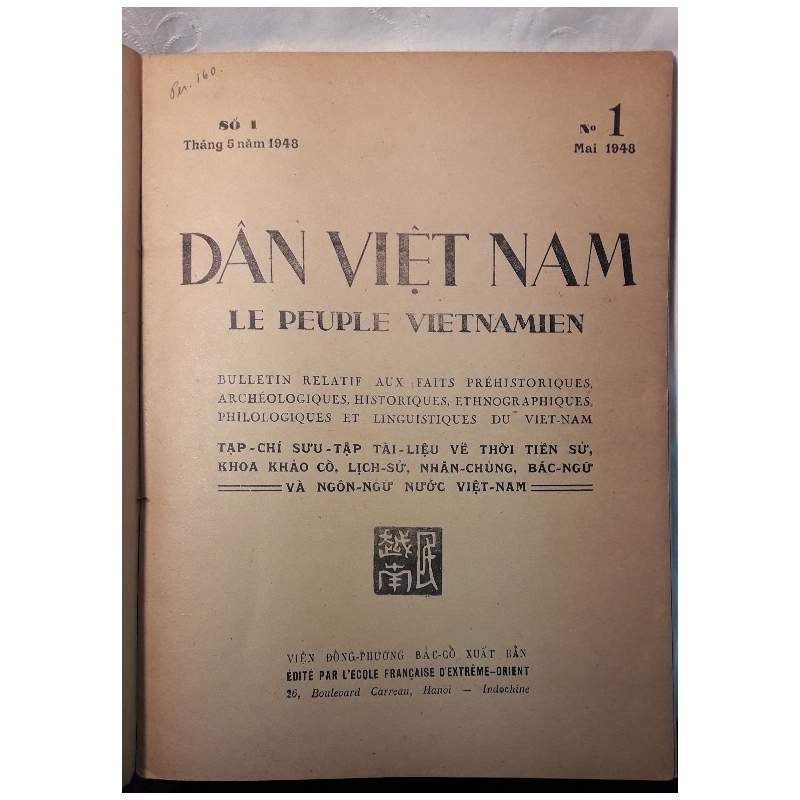 Per. 160.
Số 1
Tháng 5 năm 1948
No 1
Mai 1948
DÂN VIỆT NAM
LE PEUPLE VIETNAMIEN
BULLETIN RELATIF AUX FAITS PRÉHISTORIQUES,
ARCHÉOLOGIQUES, HISTORIQUES, ETHNOGRAPHIQUES,
PHILOLOGIQUES ET LINGUISTIQUES DU VIET-NAM
TẠP-CHÍ SƯU-TẬP TÀI-LIỆU VỀ THỜI TIỀN SỬ,
KHOA KHẢO CỔ, LỊCH-SỬ, NHÂN-CHỦNG, BÁC-NGỮ
VÀ NGÔN-NGỮ NƯỚC VIỆT-NAM
民越南
VIỆN ĐÔNG-PHƯƠNG BÁC-CỔ XUẤT BẢN
ÉDITÉ PAR L'ECOLE FRANÇAISE D'EXTRÊME-ORIENT
26, Boulevard Carreau, Hanoi — Indochine